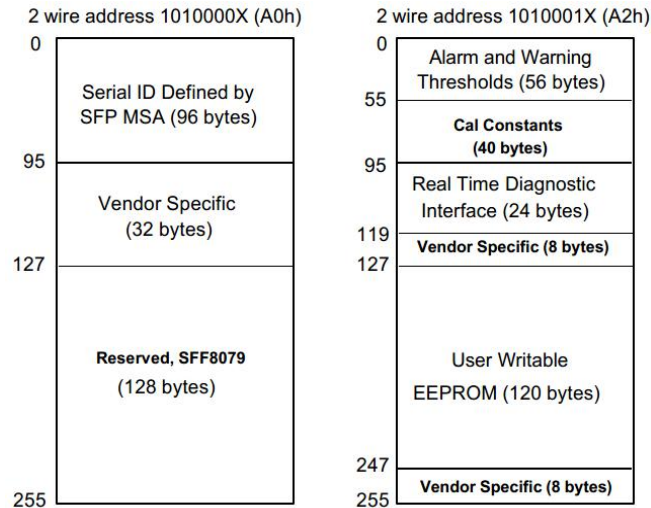 2 wire address 1010000X (A0h)
0
Serial ID Defined by
SFP MSA (96 bytes)
95
Vendor Specific
(32 bytes)
127
Reserved, SFF8079
(128 bytes)
255
2 wire address 1010001X (A2h)
0
Alarm and Warning
Thresholds (56 bytes)
55
Cal Constants
(40 bytes)
95
Real Time Diagnostic
Interface (24 bytes)
119
Vendor Specific (8 bytes)
127
User Writable
EEPROM (120 bytes)
247
Vendor Specific (8 bytes)
255